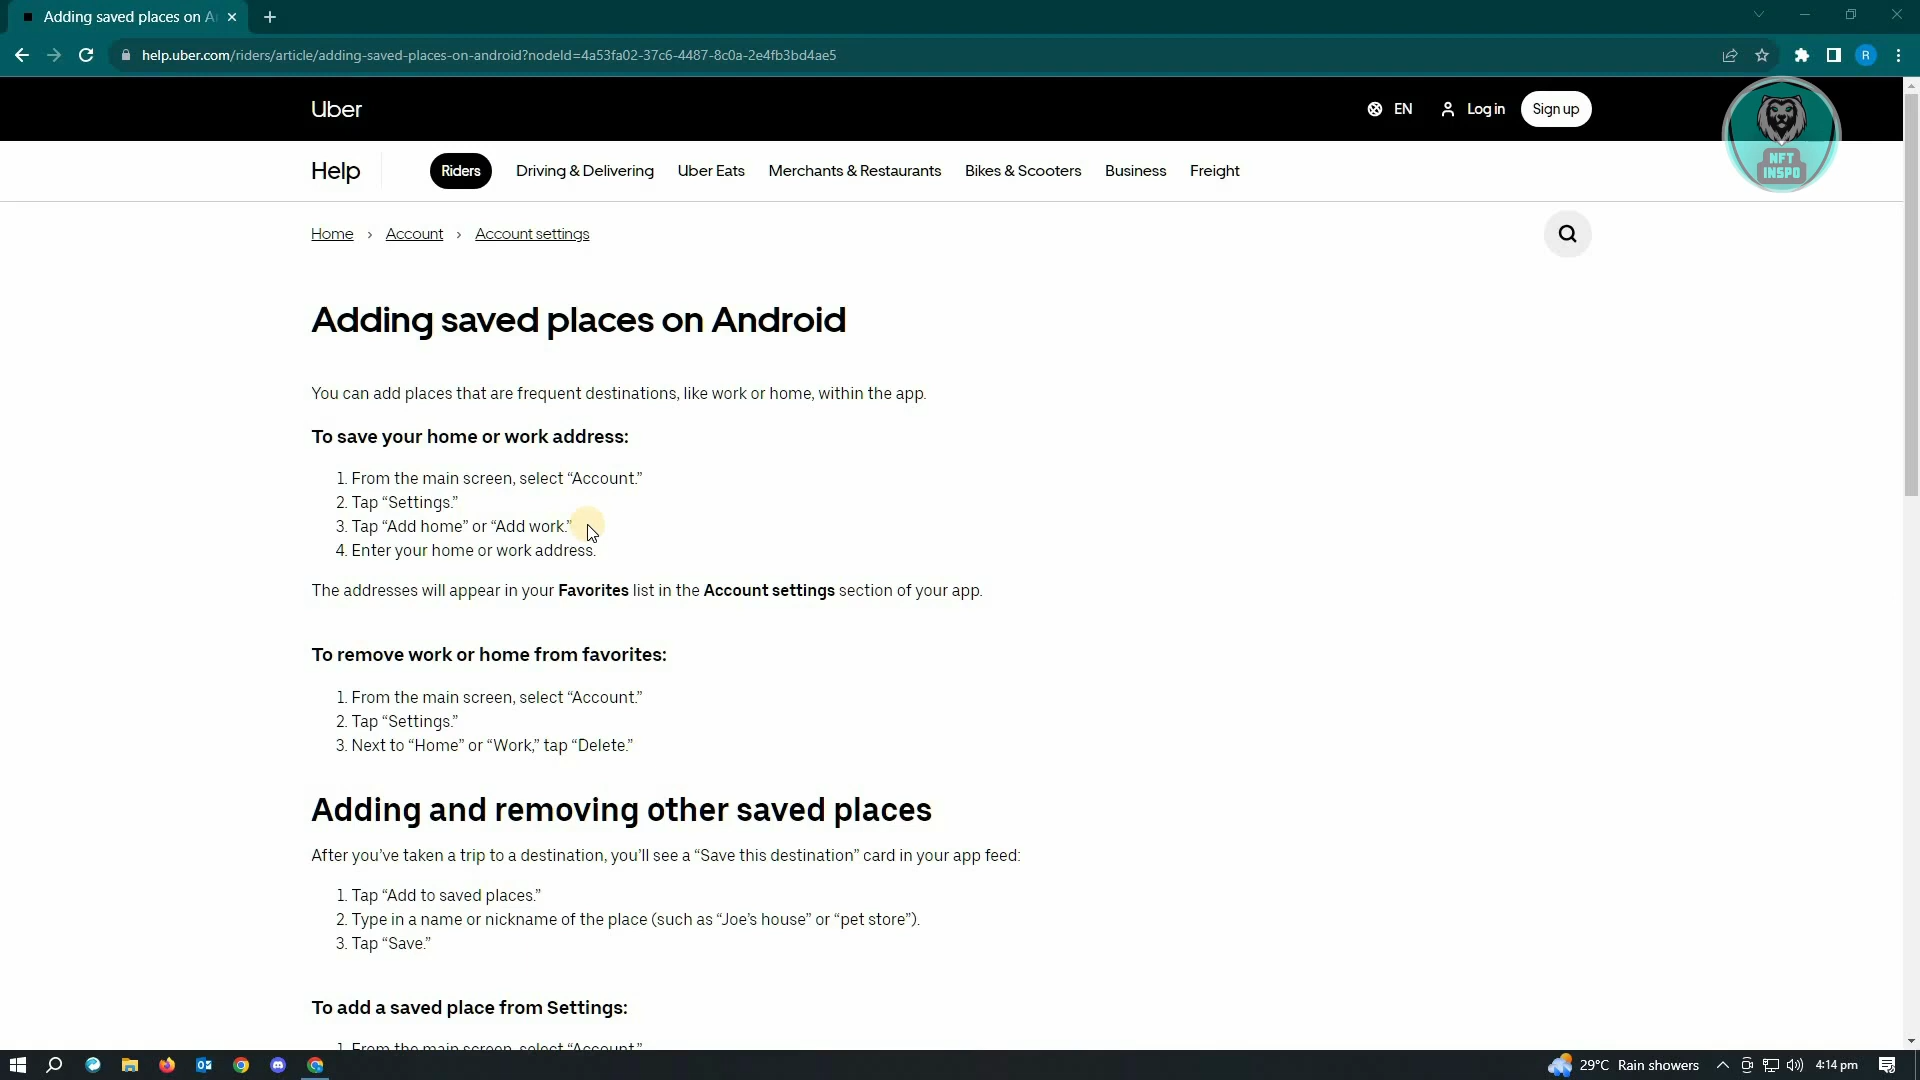 Adding saved places on A
help.uber.com/riders/article/adding-saved-places-on-android?nodeId=4a53fa02-37c6-4487-8c0a-2e4fb3bd4ae5
R
Uber
EN
Log in
Sign up
NFT
INSPO
Help
Riders
Driving & Delivering
Uber Eats
Merchants & Restaurants
Bikes & Scooters
Business
Freight
Home › Account › Account settings
Adding saved places on Android
You can add places that are frequent destinations, like work or home, within the app.
To save your home or work address:
1. From the main screen, select “Account.”
2. Tap “Settings.”
3. Tap “Add home” or “Add work.”
4. Enter your home or work address.
The addresses will appear in your Favorites list in the Account settings section of your app.
To remove work or home from favorites:
1. From the main screen, select “Account.”
2. Tap “Settings.”
3. Next to “Home” or “Work,” tap “Delete.”
Adding and removing other saved places
After you’ve taken a trip to a destination, you’ll see a “Save this destination” card in your app feed:
1. Tap “Add to saved places.”
2. Type in a name or nickname of the place (such as “Joe’s house” or “pet store”).
3. Tap “Save.”
To add a saved place from Settings:
1. From the main screen, select “Account.”
29°C Rain showers
4:14 pm